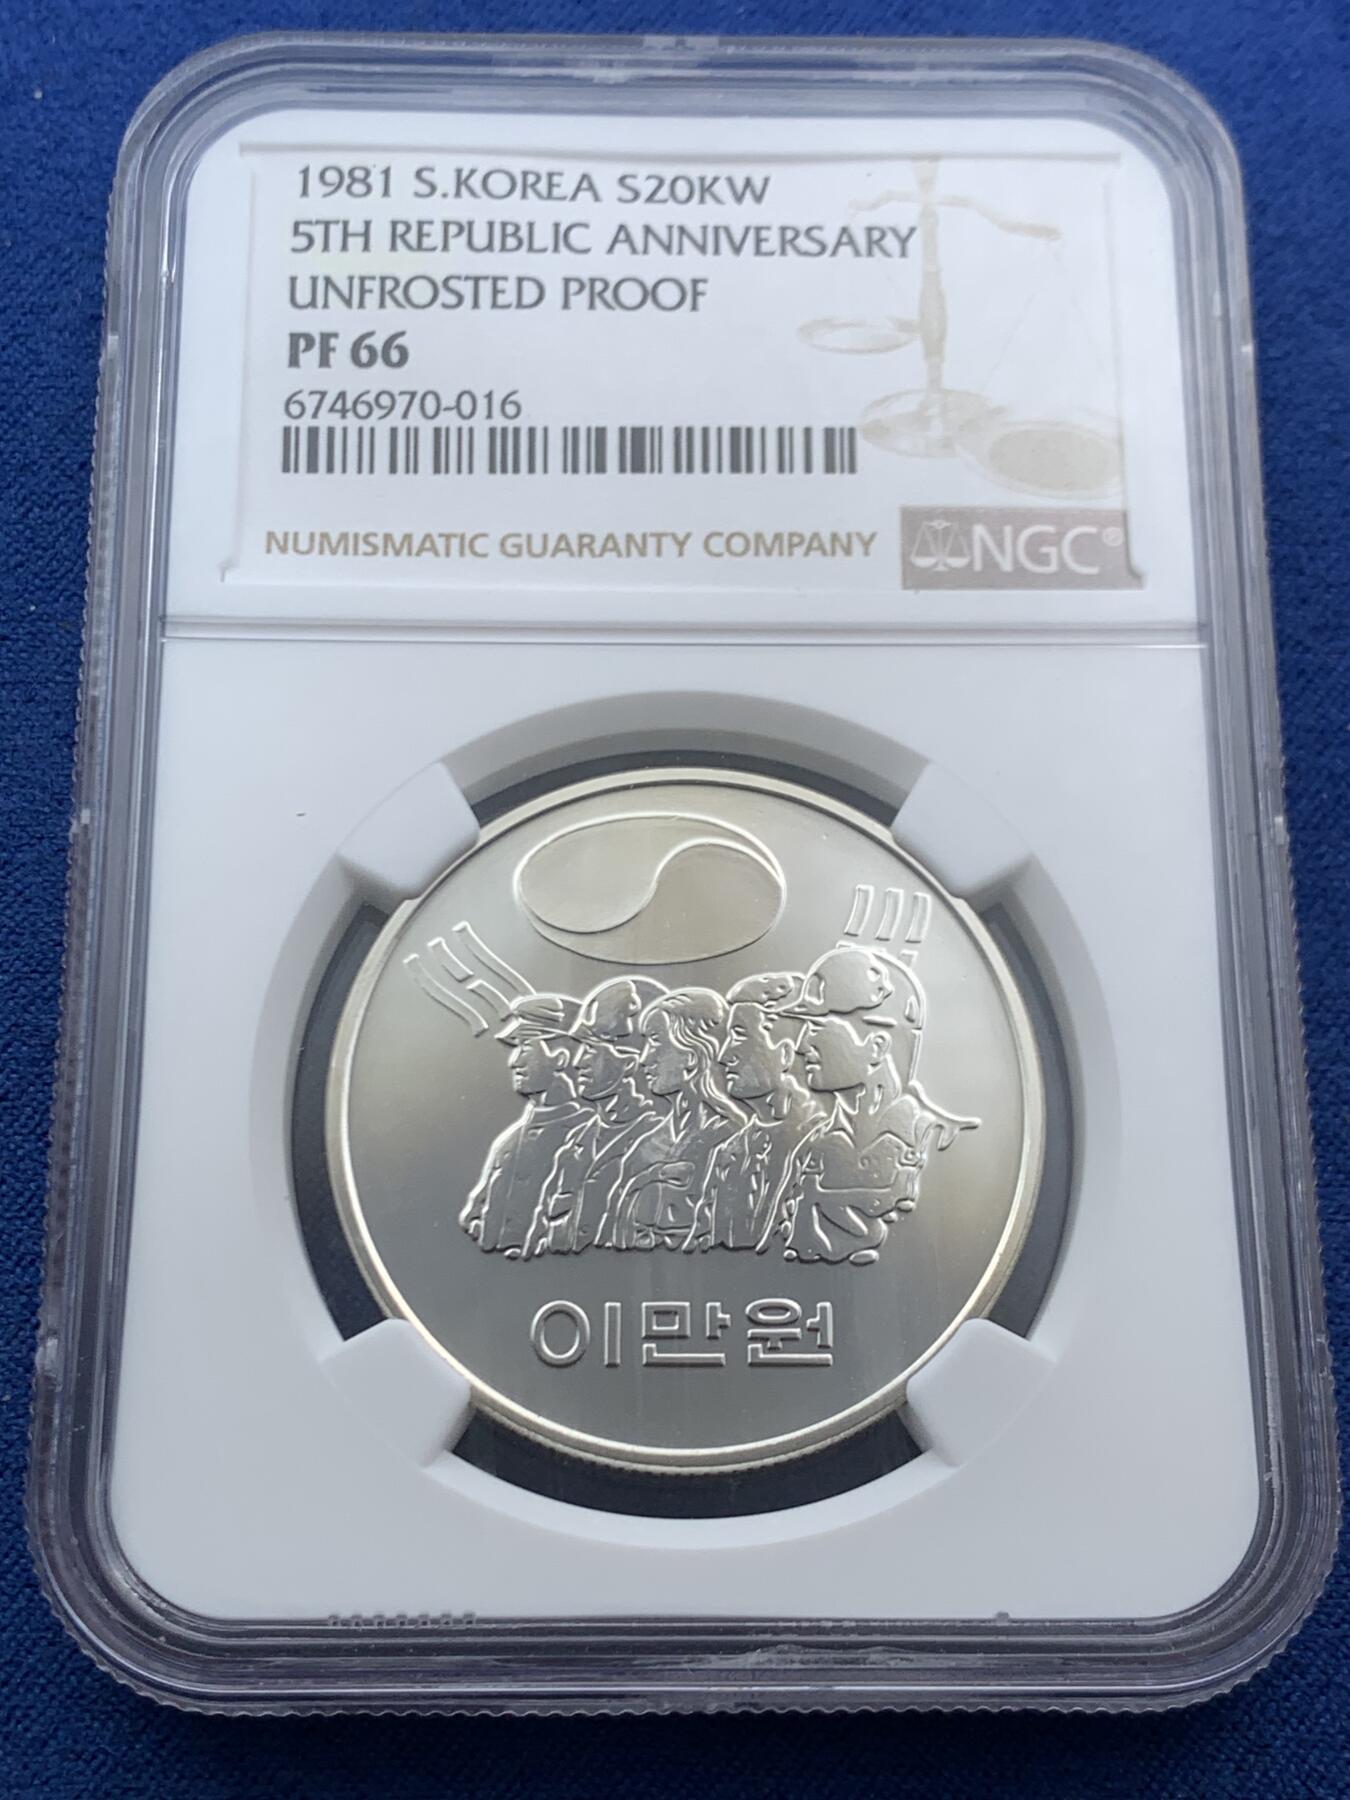 1981 S.KOREA S20KW
5TH REPUBLIC ANNIVERSARY
UNFROSTED PROOF
PF 66
6746970-016
NUMISMATIC GUARANTY COMPANY
NGC®
이만원